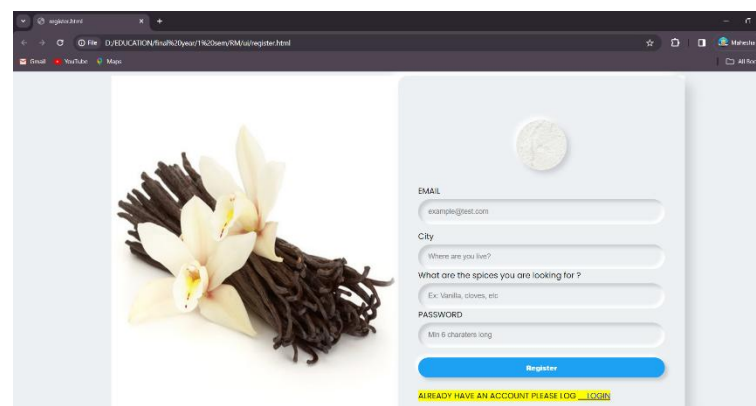 register.html
File D:/EDUCATION/final%20year/1%20sem/RM/ui/register.html
Mahesha
Gmail YouTube Maps
All Boo
EMAIL
example@test.com
City
Where are you live?
What are the spices you are looking for ?
Ex: Vanilla, cloves, etc
PASSWORD
Min 6 charaters long
Register
ALREADY HAVE AN ACCOUNT PLEASE LOG __LOGIN